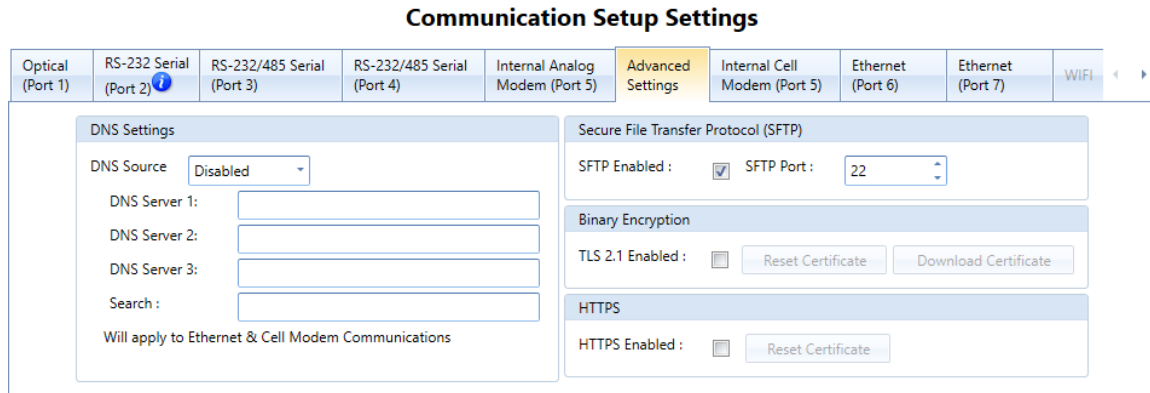 Communication Setup Settings
Optical (Port 1)
RS-232 Serial (Port 2) i
RS-232/485 Serial (Port 3)
RS-232/485 Serial (Port 4)
Internal Analog Modem (Port 5)
Advanced Settings
Internal Cell Modem (Port 5)
Ethernet (Port 6)
Ethernet (Port 7)
WIFI
DNS Settings
DNS Source Disabled
DNS Server 1:
DNS Server 2:
DNS Server 3:
Search :
Will apply to Ethernet & Cell Modem Communications
Secure File Transfer Protocol (SFTP)
SFTP Enabled : SFTP Port : 22
Binary Encryption
TLS 2.1 Enabled : Reset Certificate Download Certificate
HTTPS
HTTPS Enabled : Reset Certificate